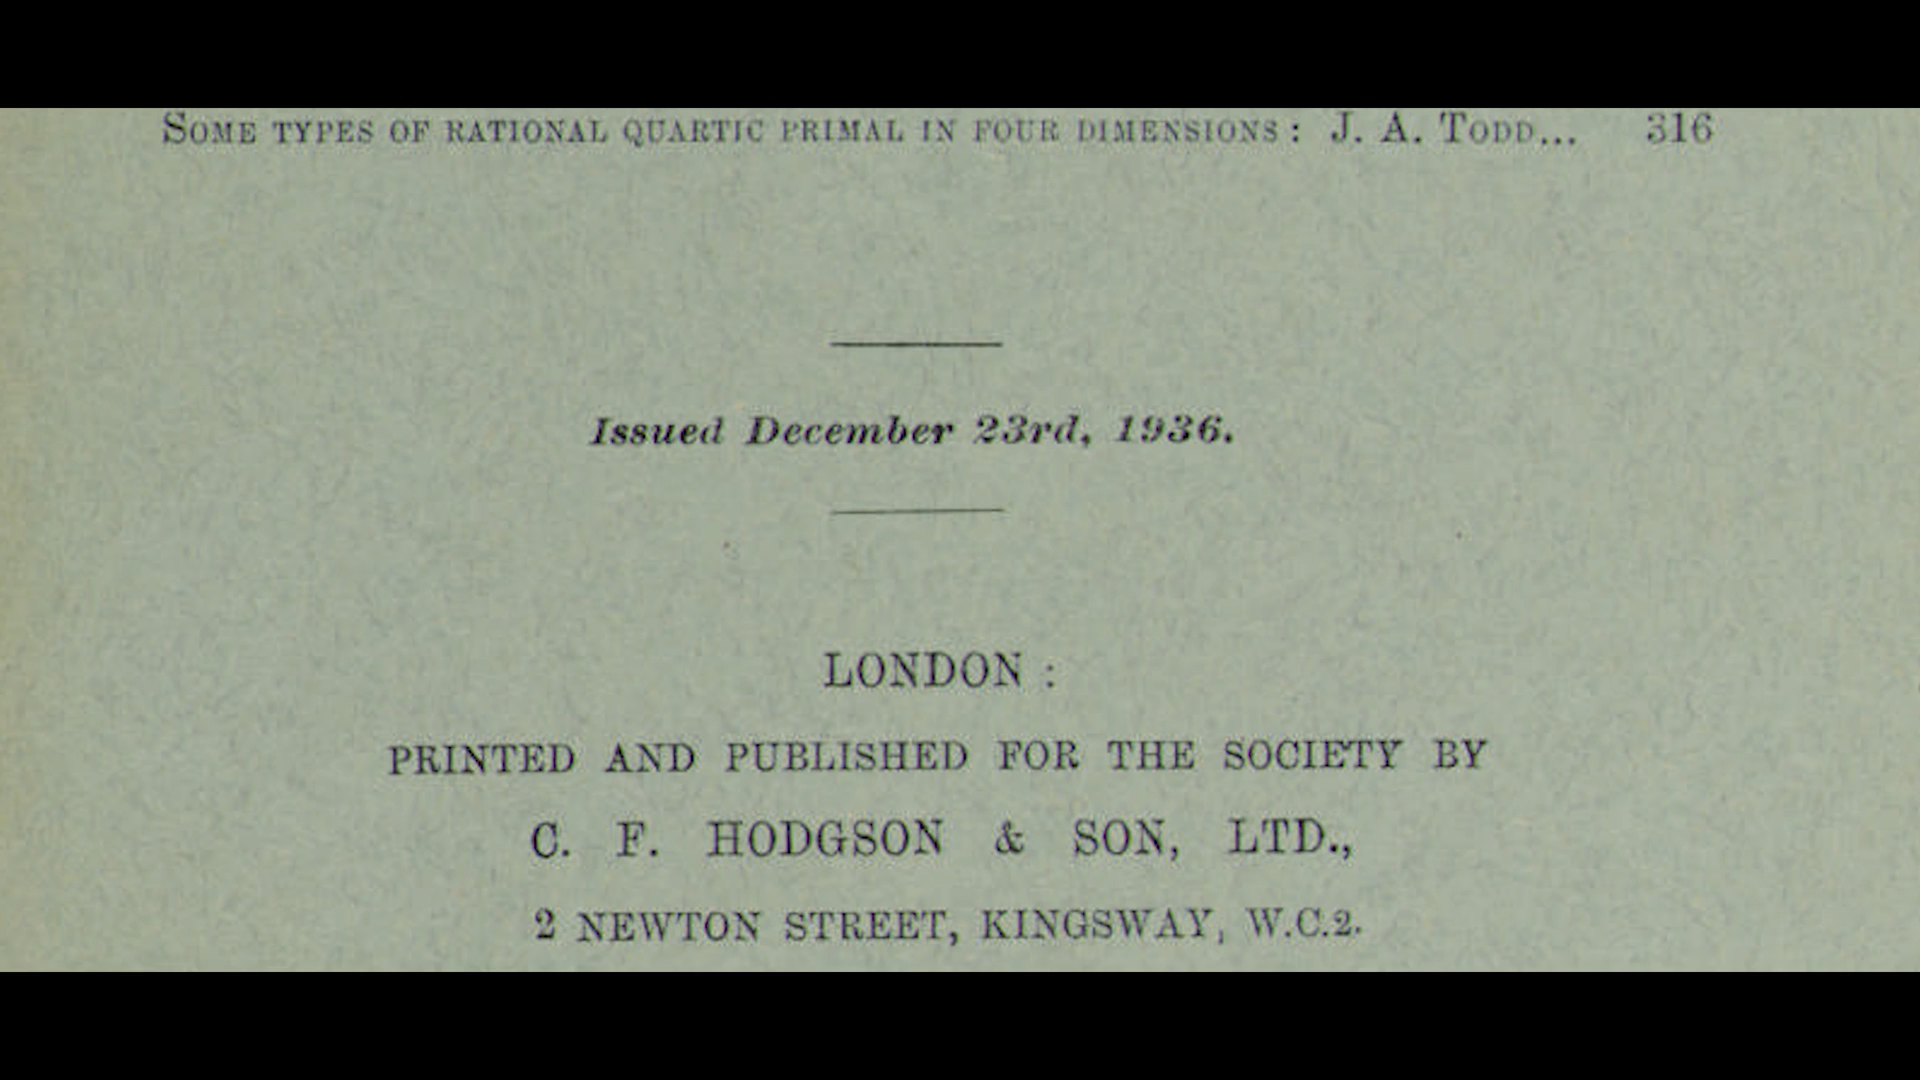 SOME TYPES OF RATIONAL QUARTIC PRIMAL IN FOUR DIMENSIONS : J. A. TODD... 316
Issued December 23rd, 1936.
LONDON :
PRINTED AND PUBLISHED FOR THE SOCIETY BY
C. F. HODGSON & SON, LTD.,
2 NEWTON STREET, KINGSWAY, W.C.2.